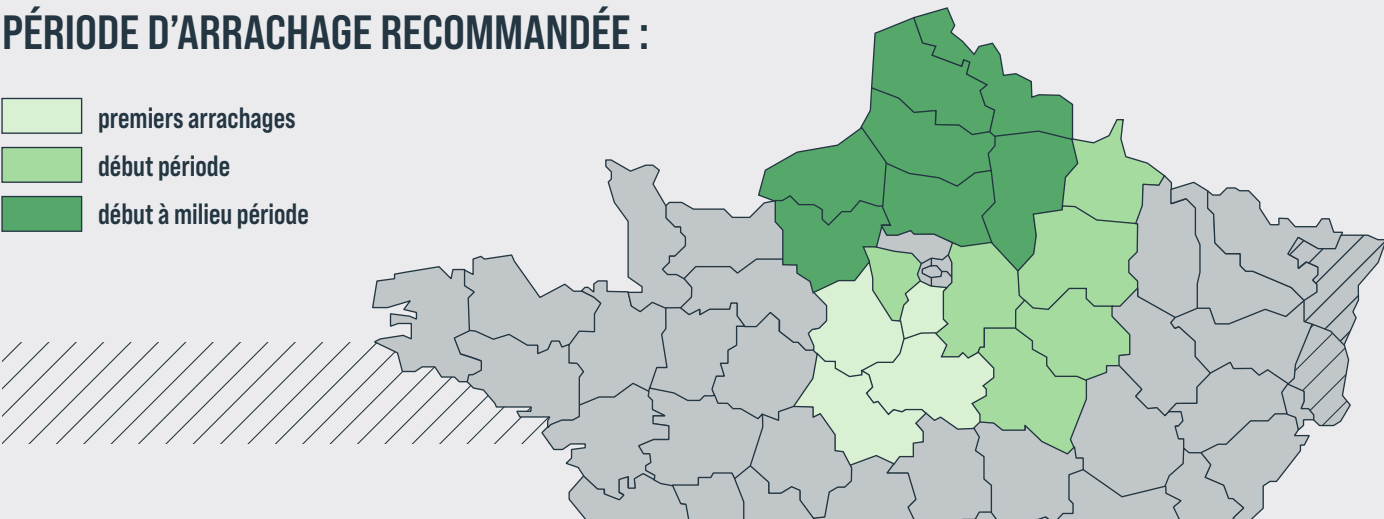 PÉRIODE D'ARRACHAGE RECOMMANDÉE :
premiers arrachages
début période
début à milieu période